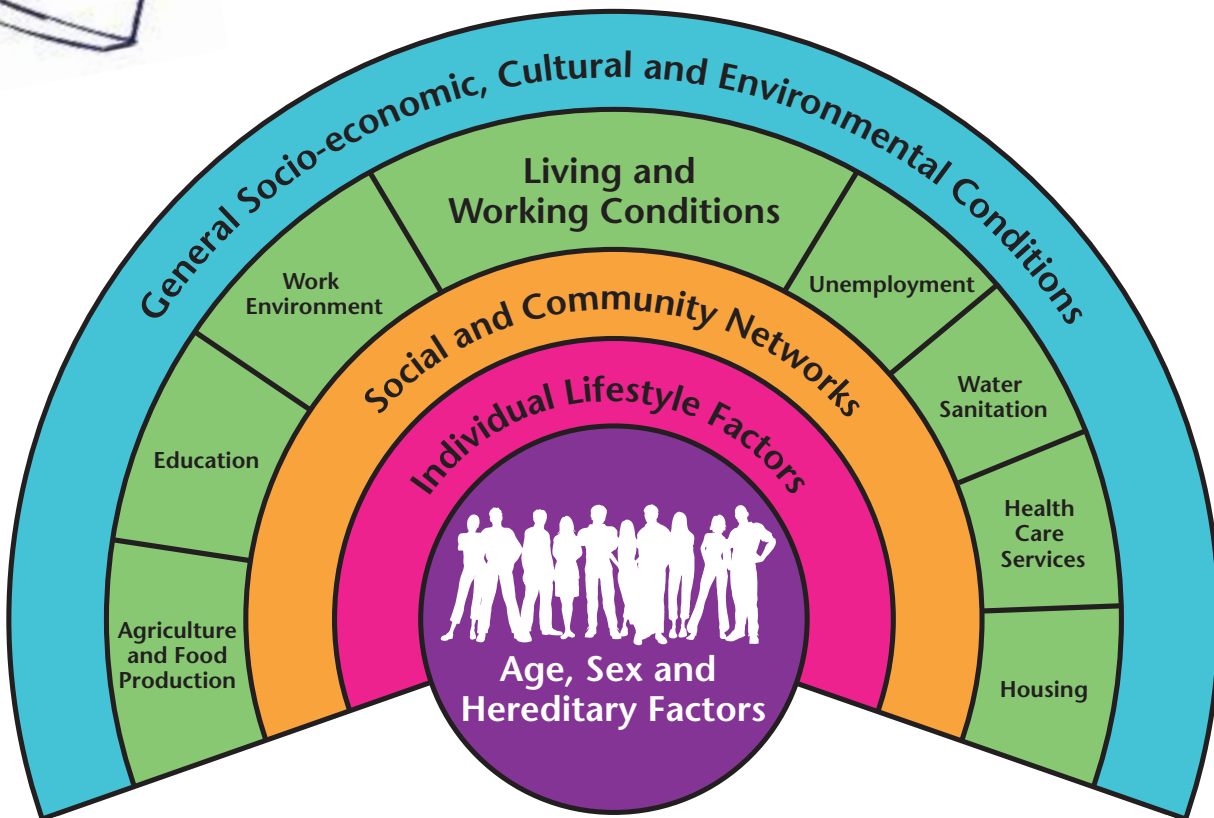 General Socio-economic, Cultural and Environmental Conditions
Living and
Working Conditions
Agriculture
and Food
Production
Education
Work
Environment
Unemployment
Water
Sanitation
Health
Care
Services
Housing
Social and Community Networks
Individual Lifestyle Factors
Age, Sex and
Hereditary Factors